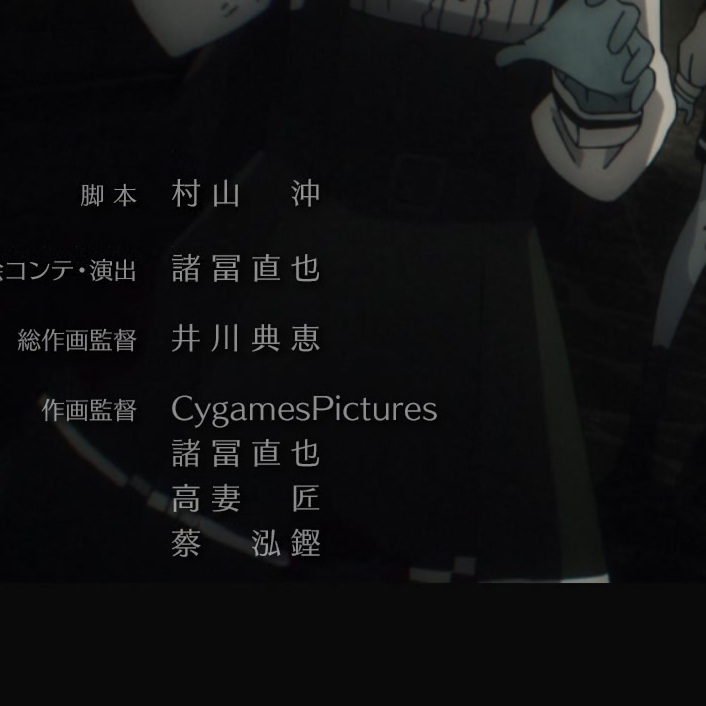 脚本 村山 沖
絵コンテ・演出 諸冨直也
総作画監督 井川典恵
作画監督 CygamesPictures
諸冨直也
高妻 匠
蔡 泓鏗